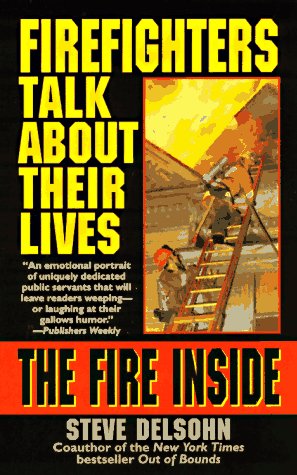 FIREFIGHTERS
TALK
ABOUT
THEIR
LIVES
"An emotional portrait
of uniquely dedicated
public servants that will
leave readers weeping—
or laughing at their
gallows humor."
—Publishers Weekly
THE FIRE INSIDE
STEVE DELSOHN
Coauthor of the New York Times
bestseller Out of Bounds